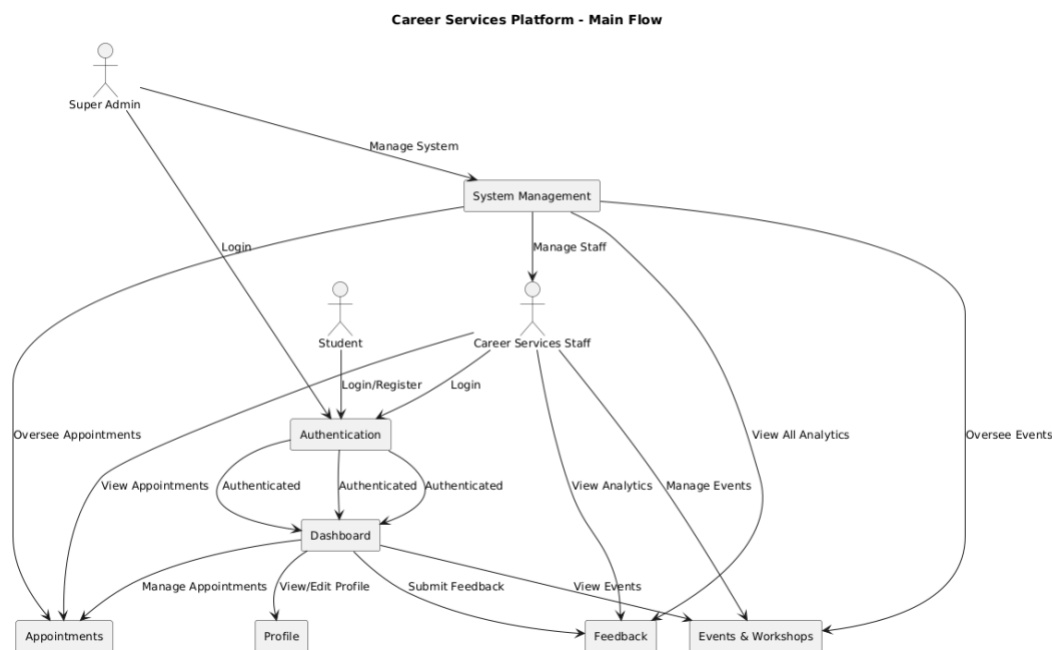 Career Services Platform - Main Flow
Super Admin
Manage System
System Management
Login
Manage Staff
Student
Career Services Staff
Login/Register
Login
Authentication
Oversee Appointments
View All Analytics
Oversee Events
View Appointments
Authenticated
Authenticated
Authenticated
View Analytics
Manage Events
Dashboard
Manage Appointments
View/Edit Profile
Submit Feedback
View Events
Appointments
Profile
Feedback
Events & Workshops